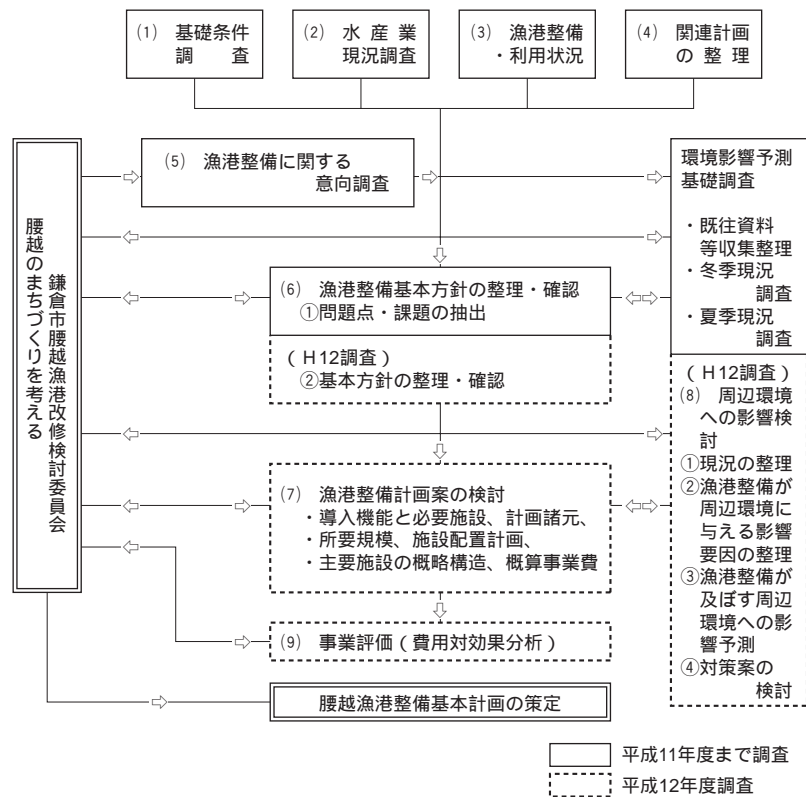 (1) 基礎条件
調査
(2) 水産業
現況調査
(3) 漁港整備
・利用状況
(4) 関連計画
の整理
腰越のまちづくりを考える
鎌倉市腰越漁港改修検討委員会
(5) 漁港整備に関する
意向調査
環境影響予測
基礎調査
・既往資料
等収集整理
・冬季現況
調査
・夏季現況
調査
(6) 漁港整備基本方針の整理・確認
①問題点・課題の抽出
(H12調査)
②基本方針の整理・確認
(H12調査)
(8) 周辺環境
への影響検
討
①現況の整理
②漁港整備が
周辺環境に
与える影響
要因の整理
③漁港整備が
及ぼす周辺
環境への影
響予測
④対策案の
検討
(7) 漁港整備計画案の検討
・導入機能と必要施設、計画諸元、
・所要規模、施設配置計画、
・主要施設の概略構造、概算事業費
(9) 事業評価(費用対効果分析)
腰越漁港整備基本計画の策定
平成11年度まで調査
平成12年度調査